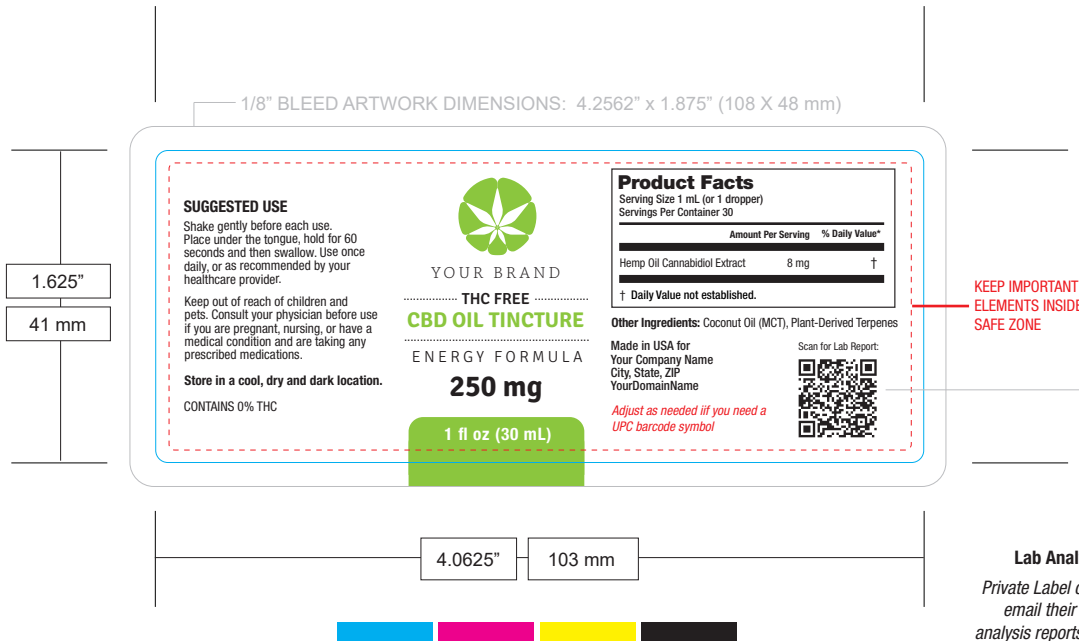 1/8” BLEED ARTWORK DIMENSIONS: 4.2562” x 1.875” (108 X 48 mm)
1.625”
41 mm
SUGGESTED USE
Shake gently before each use.
Place under the tongue, hold for 60
seconds and then swallow. Use once
daily, or as recommended by your
healthcare provider.
Keep out of reach of children and
pets. Consult your physician before use
if you are pregnant, nursing, or have a
medical condition and are taking any
prescribed medications.
Store in a cool, dry and dark location.
CONTAINS 0% THC
YOUR BRAND
THC FREE
CBD OIL TINCTURE
ENERGY FORMULA
250 mg
1 fl oz (30 mL)
Product Facts
Serving Size 1 mL (or 1 dropper)
Servings Per Container 30
Amount Per Serving % Daily Value*
Hemp Oil Cannabidiol Extract 8 mg †
† Daily Value not established.
Other Ingredients: Coconut Oil (MCT), Plant-Derived Terpenes
Made in USA for
Your Company Name
City, State, ZIP
YourDomainName
Adjust as needed iif you need a
UPC barcode symbol
Scan for Lab Report:
KEEP IMPORTANT
ELEMENTS INSIDE
SAFE ZONE
4.0625” 103 mm
Lab Anal
Private Label c
email their
analysis reports